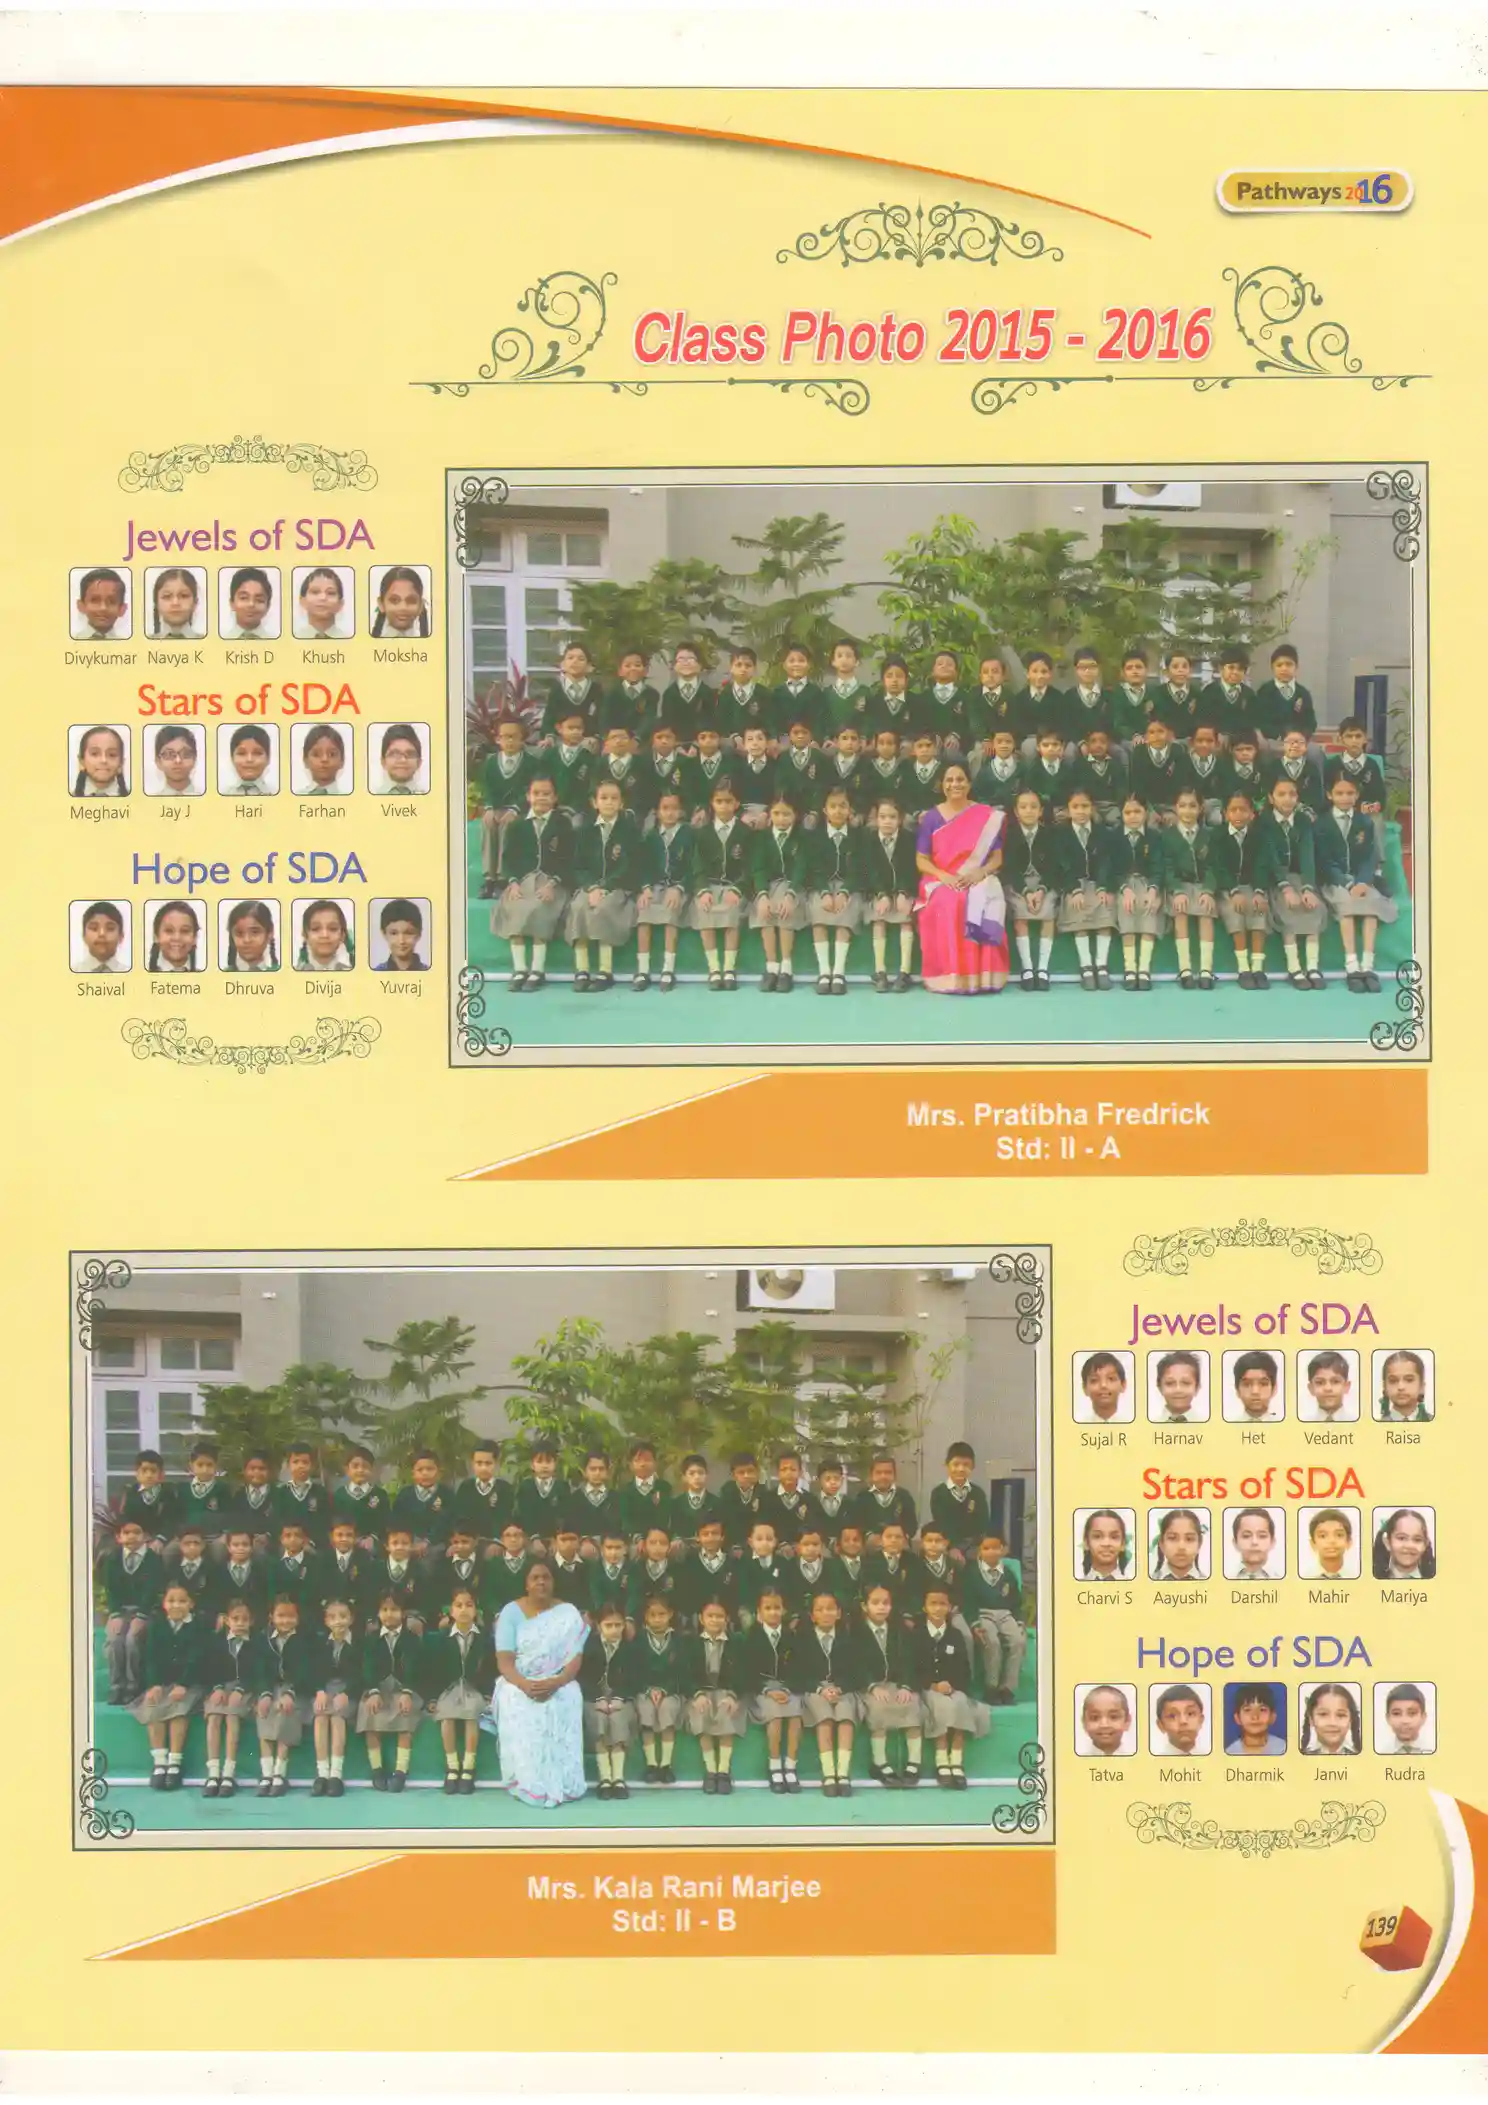 Pathways 2016
Class Photo 2015 - 2016
Jewels of SDA
Divykumar Navya K Krish D Khush Moksha
Stars of SDA
Meghavi Jay J Hari Farhan Vivek
Hope of SDA
Shaival Fatema Dhruva Divija Yuvraj
Mrs. Pratibha Fredrick
Std: II - A
Jewels of SDA
Sujal R Harnav Het Vedant Raisa
Stars of SDA
Charvi S Aayushi Darshil Mahir Mariya
Hope of SDA
Tatva Mohit Dharmik Janvi Rudra
Mrs. Kala Rani Marjee
Std: II - B
139